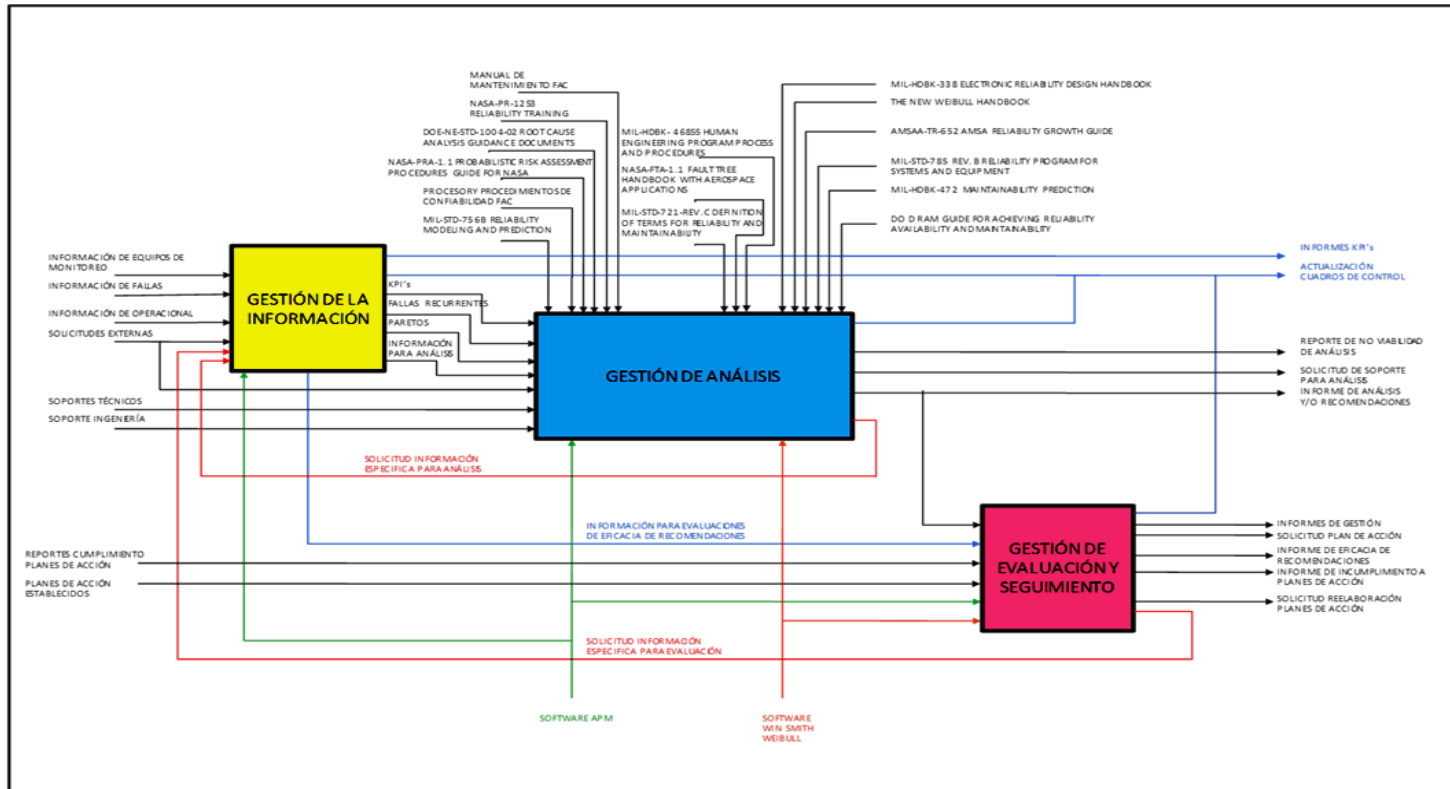 MANUAL DE
MANTENIMIENTO FAC
NASA-PR-1253
RELIABILITY TRAINING
DOE-NE-STD-1004-02 ROOT CAUSE
ANALYSIS GUIDANCE DOCUMENTS
NASA-PRA-1.1 PROBABILISTIC RISK ASSESSMENT
PROCEDURES GUIDE FOR NASA
PROCESO R Y PROCEDIMIENTOS DE
CONFIABILIDAD FAC
MIL-STD-756B RELIABILITY
MODELING AND PREDICTION
MIL-HDBK- 46855 HUMAN
ENGINEERING PROGRAM PROCESS
AND PROCEDURES
NASA-FTA-1.1 FAULT TREE
HANDBOOK WITH AEROSPACE
APPLICATIONS
MIL-STD-721-REV. C DEFINITION
OF TERMS FOR RELIABILITY AND
MAINTAINABILITY
MIL-HDBK-338 ELECTRONIC RELIABILITY DESIGN HANDBOOK
THE NEW WEIBULL HANDBOOK
AMSAA-TR-652 AMSA RELIABILITY GROWTH GUIDE
MIL-STD-785 REV. B RELIABILITY PROGRAM FOR
SYSTEMS AND EQUIPMENT
MIL-HDBK-472 MAINTAINABILITY PREDICTION
DO D RAM GUIDE FOR ACHIEVING RELIABILITY
AVAILABILITY AND MAINTAINABILITY
INFORMACIÓN DE EQUIPOS DE
MONITOREO
INFORMACIÓN DE FALLAS
INFORMACIÓN DE OPERACIONAL
SOLICITUDES EXTERNAS
SOPORTES TÉCNICOS
SOPORTE INGENIERÍA
GESTIÓN DE LA
INFORMACIÓN
KPI's
FALLAS RECURRENTES
PARETOS
INFORMACIÓN
PARA ANÁLISIS
GESTIÓN DE ANÁLISIS
INFORMES KPI's
ACTUALIZACIÓN
CUADROS DE CONTROL
REPORTE DE NO VIABILIDAD
DE ANÁLISIS
SOLICITUD DE SOPORTE
PARA ANÁLISIS
INFORME DE ANÁLISIS
Y/O RECOMENDACIONES
SOLICITUD INFORMACIÓN
ESPECIFICA PARA ANÁLISIS
INFORMACIÓN PARA EVALUACIONES
DE EFICACIA DE RECOMENDACIONES
REPORTES CUMPLIMIENTO
PLANES DE ACCIÓN
PLANES DE ACCIÓN
ESTABLECIDOS
GESTIÓN DE
EVALUACIÓN Y
SEGUIMIENTO
INFORMES DE GESTIÓN
SOLICITUD PLAN DE ACCIÓN
INFORME DE EFICACIA DE
RECOMENDACIONES
INFORME DE INCUMPLIMIENTO A
PLANES DE ACCIÓN
SOLICITUD REELABORACIÓN
PLANES DE ACCIÓN
SOLICITUD INFORMACIÓN
ESPECIFICA PARA EVALUACIÓN
SOFTWARE APM
SOFTWARE
WIN SMITH
WEIBULL